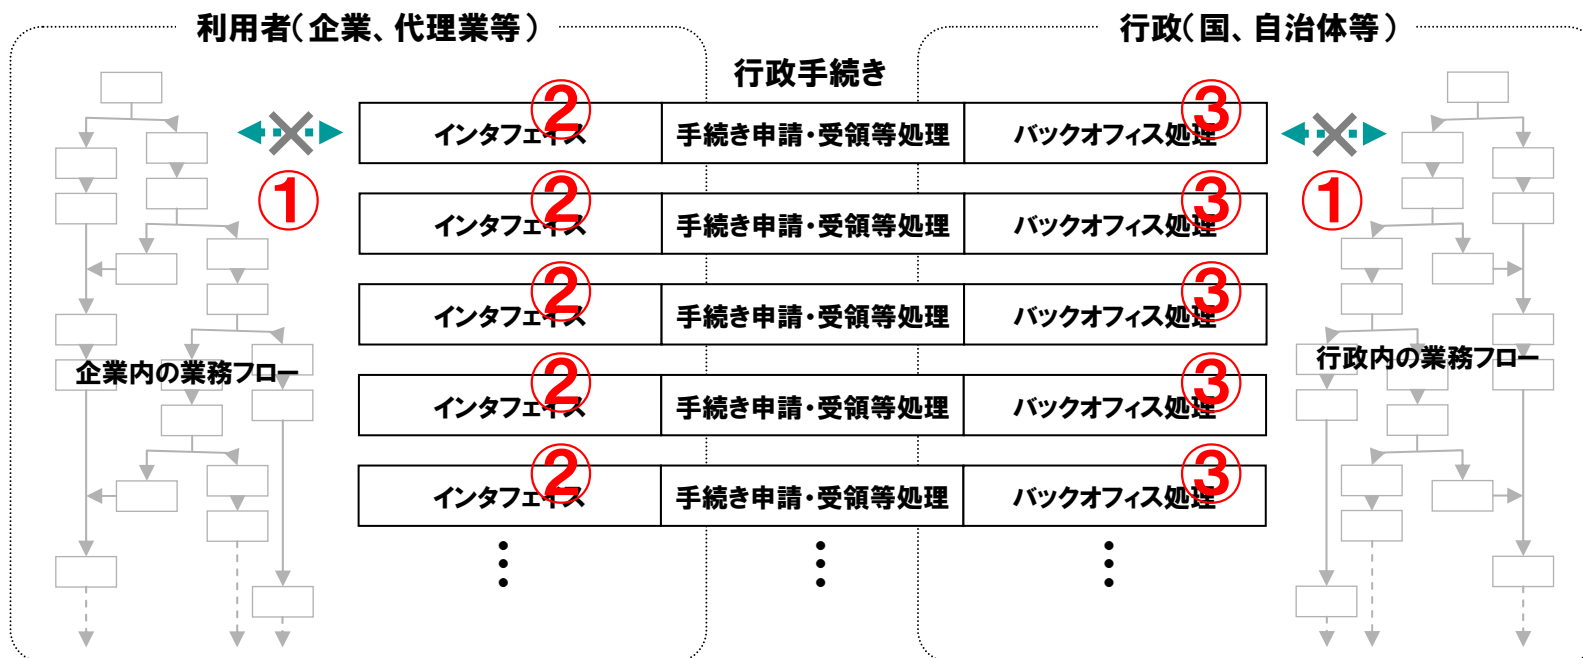 利用者(企業、代理業等)
行政(国、自治体等)
行政手続き
インタフェイス ② 手続き申請・受領等処理 バックオフィス処理 ③
① ①
インタフェイス ② 手続き申請・受領等処理 バックオフィス処理 ③
インタフェイス ② 手続き申請・受領等処理 バックオフィス処理 ③
企業内の業務フロー
行政内の業務フロー
インタフェイス ② 手続き申請・受領等処理 バックオフィス処理 ③
インタフェイス ② 手続き申請・受領等処理 バックオフィス処理 ③